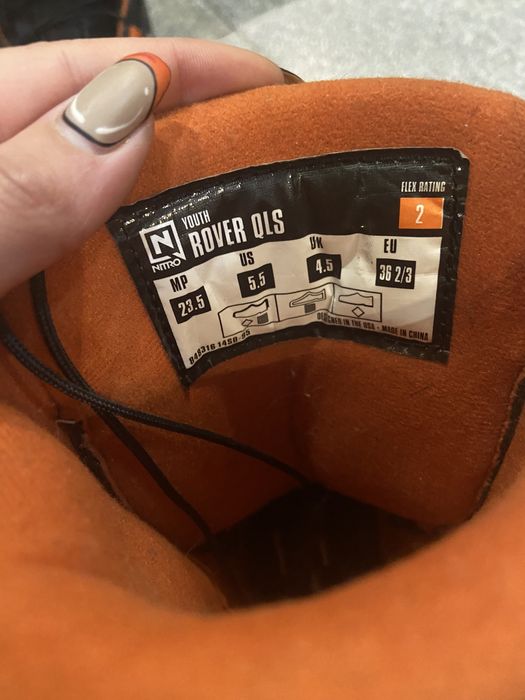 FLEX RATING
2
N
NITRO
YOUTH
ROVER QLS
MP US UK EU
23.5 5.5 4.5 36 2/3
DESIGNED IN THE USA - MADE IN CHINA